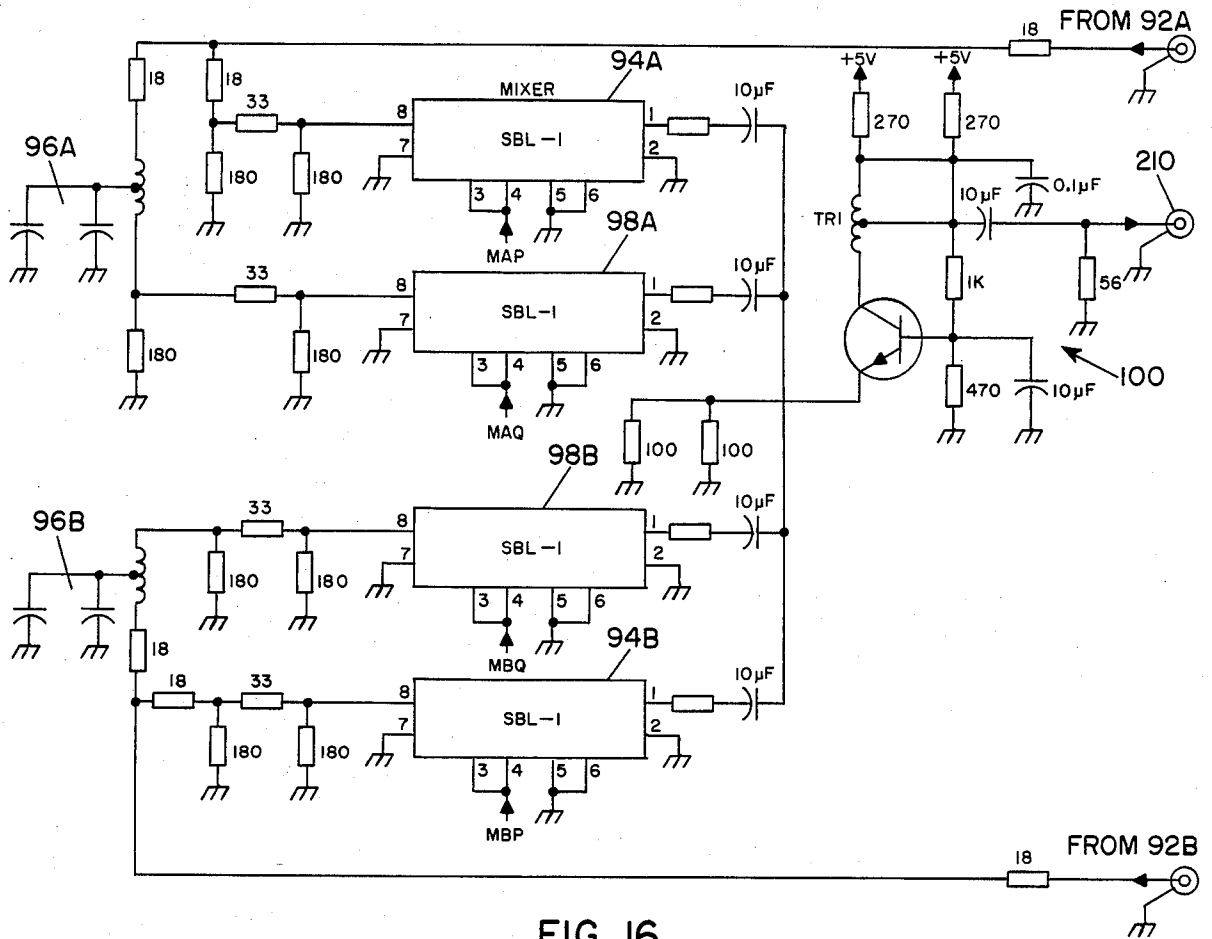 FROM 92A
18
+5V
+5V
94A
18
18
MIXER
10µF
33
8
SBL-1
1
270
270
96A
7
2
210
180
180
3
4
5
6
10µF
0.1µF
MAP
98A
TR1
33
8
SBL-1
1
10µF
1K
56
7
2
180
180
3
4
5
6
100
MAQ
470
10µF
98B
100
100
96B
33
8
SBL-1
1
10µF
7
2
180
180
3
4
5
6
MBQ
94B
18
18
33
8
SBL-1
1
10µF
7
2
180
180
3
4
5
6
MBP
FROM 92B
18
FIG. 16